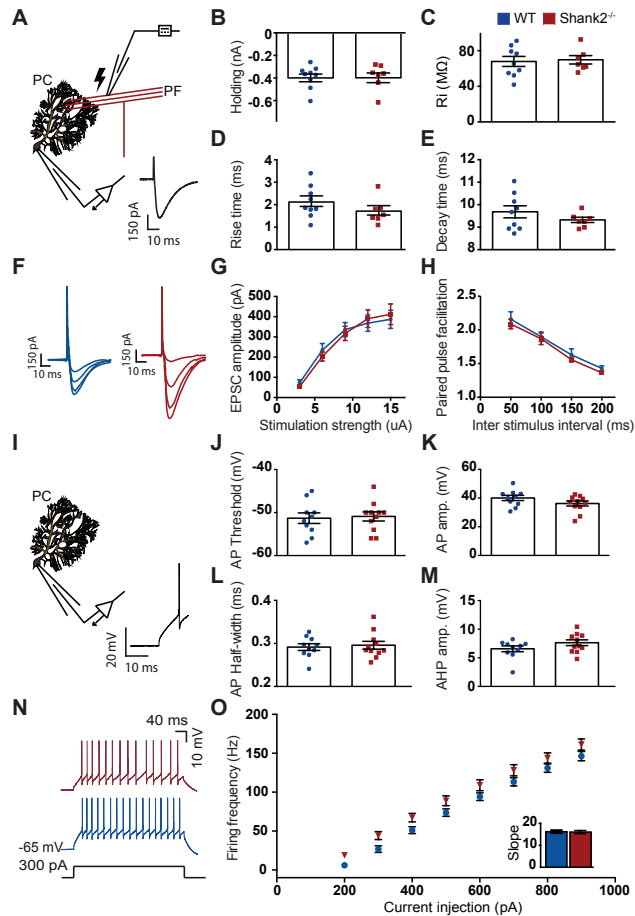 A
PC
PF
150 pA
10 ms
B
Holding (nA)
-0.0
-0.2
-0.4
-0.6
WT
Shank2-/-
C
Ri (MΩ)
80
40
0
D
Rise time (ms)
4
3
2
1
0
E
Decay time (ms)
12
11
10
9
8
F
150 pA
10 ms
150 pA
10 ms
G
EPSC amplitude (pA)
500
400
300
200
100
0
0
5
10
15
Stimulation strength (uA)
H
Paired pulse facilitation
2.5
2.0
1.5
1.0
0
50
100
150
200
Inter stimulus interval (ms)
I
PC
20 mV
10 ms
J
AP Threshold (mV)
-40
-45
-50
-55
-60
K
AP amp. (mV)
60
40
20
0
L
AP Half-width (ms)
0.4
0.3
0.2
M
AHP amp. (mV)
15
10
5
0
N
40 ms
10 mV
-65 mV
300 pA
O
Firing frequency (Hz)
200
150
100
50
0
0
200
400
600
800
1000
Current injection (pA)
Slope
20
10
0